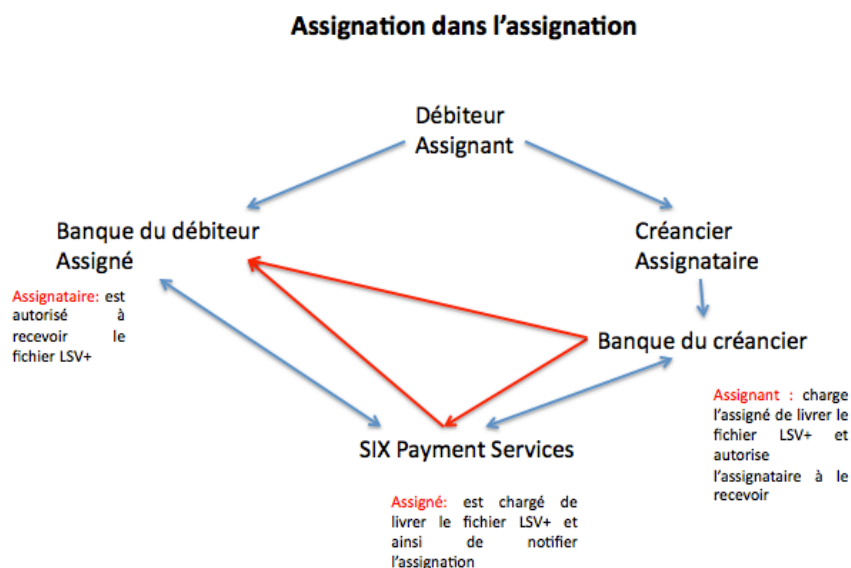 Assignation dans l’assignation
Débiteur
Assignant
Banque du débiteur
Assigné
Créancier
Assignataire
Assignataire: est
autorisé à
recevoir le
fichier LSV+
Banque du créancier
Assignant : charge
l’assigné de livrer le
fichier LSV+ et
autorise
l’assignataire à le
recevoir
SIX Payment Services
Assigné: est chargé de
livrer le fichier LSV+ et
ainsi de notifier
l’assignation